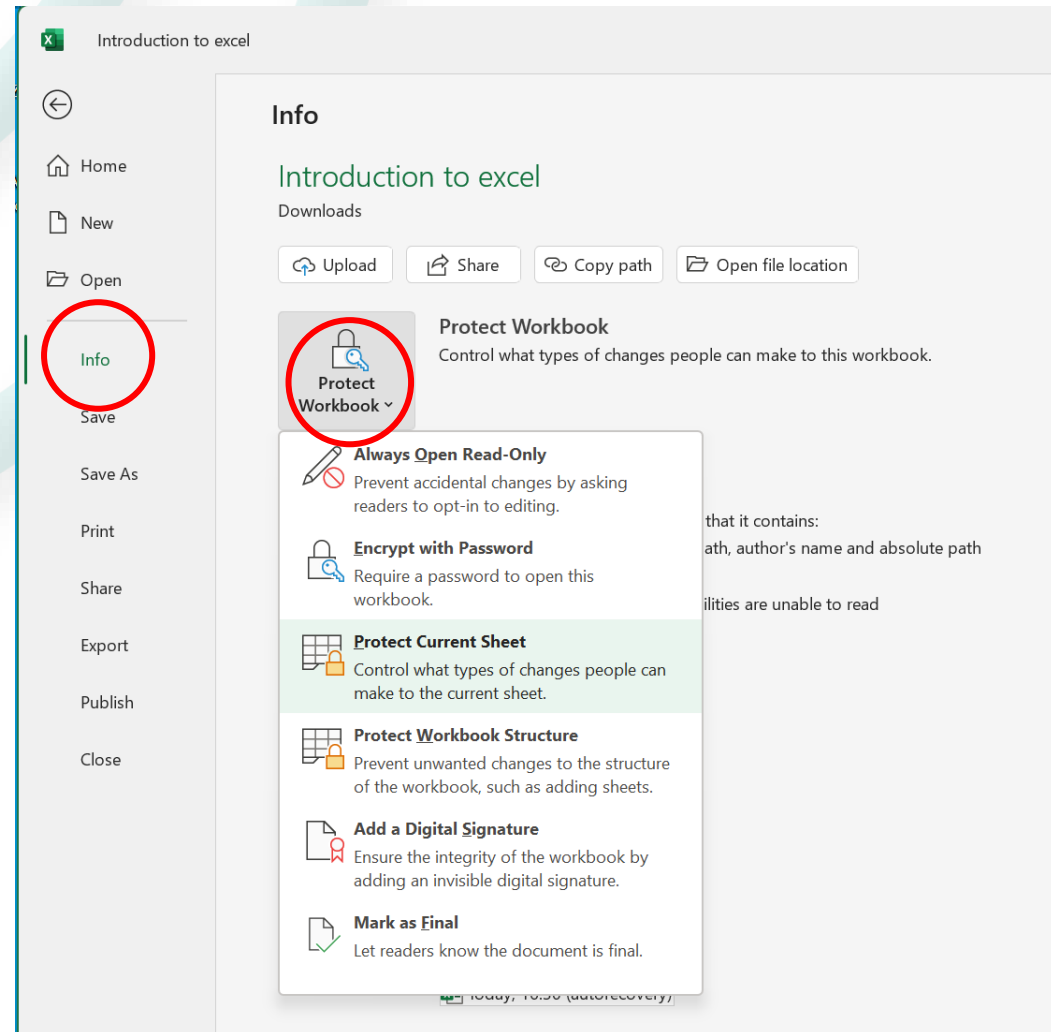 Introduction to excel
Info
Home
New
Open
Info
Save
Save As
Print
Share
Export
Publish
Close
Introduction to excel
Downloads
Upload
Share
Copy path
Open file location
Protect Workbook
Protect Workbook
Control what types of changes people can make to this workbook.
Always Open Read-Only
Prevent accidental changes by asking
readers to opt-in to editing.
Encrypt with Password
Require a password to open this
workbook.
Protect Current Sheet
Control what types of changes people can
make to the current sheet.
Protect Workbook Structure
Prevent unwanted changes to the structure
of the workbook, such as adding sheets.
Add a Digital Signature
Ensure the integrity of the workbook by
adding an invisible digital signature.
Mark as Final
Let readers know the document is final.
that it contains:
ath, author's name and absolute path
ilities are unable to read
Today, (autorecovery)